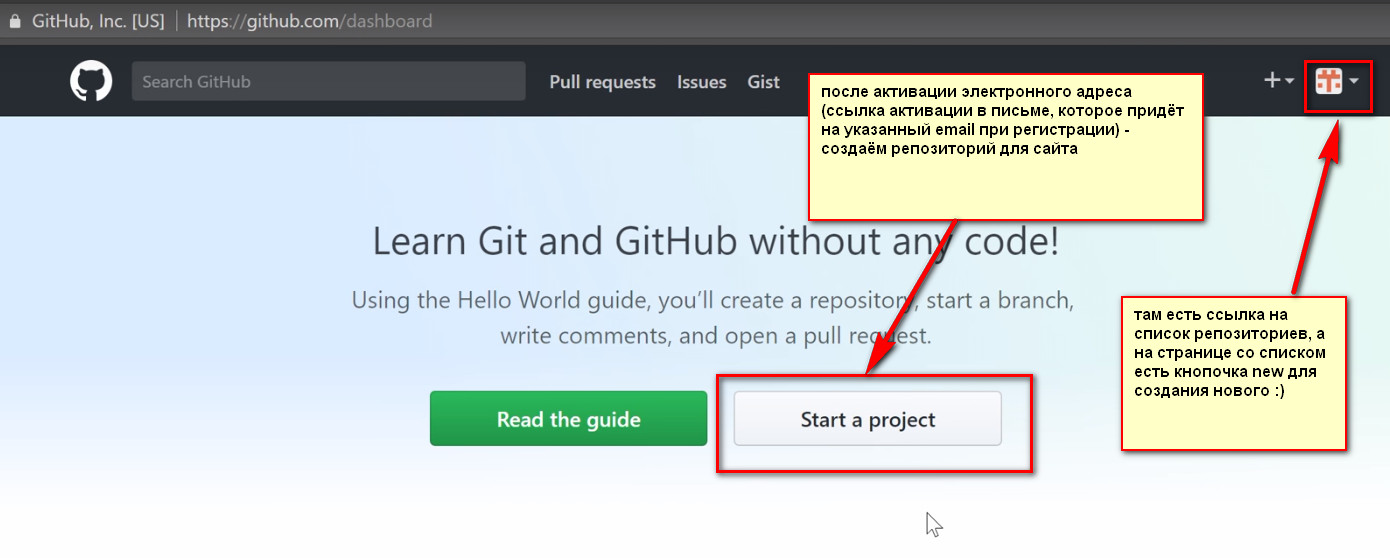 GitHub, Inc. [US] | https://github.com/dashboard
Search GitHub
Pull requests Issues Gist
после активации электронного адреса
(ссылка активации в письме, которое придёт
на указанный email при регистрации) -
создаём репозиторий для сайта
Learn Git and GitHub without any code!
Using the Hello World guide, you’ll create a repository, start a branch,
write comments, and open a pull request.
там есть ссылка на
список репозиториев, а
на странице со списком
есть кнопочка new для
создания нового :)
Read the guide
Start a project